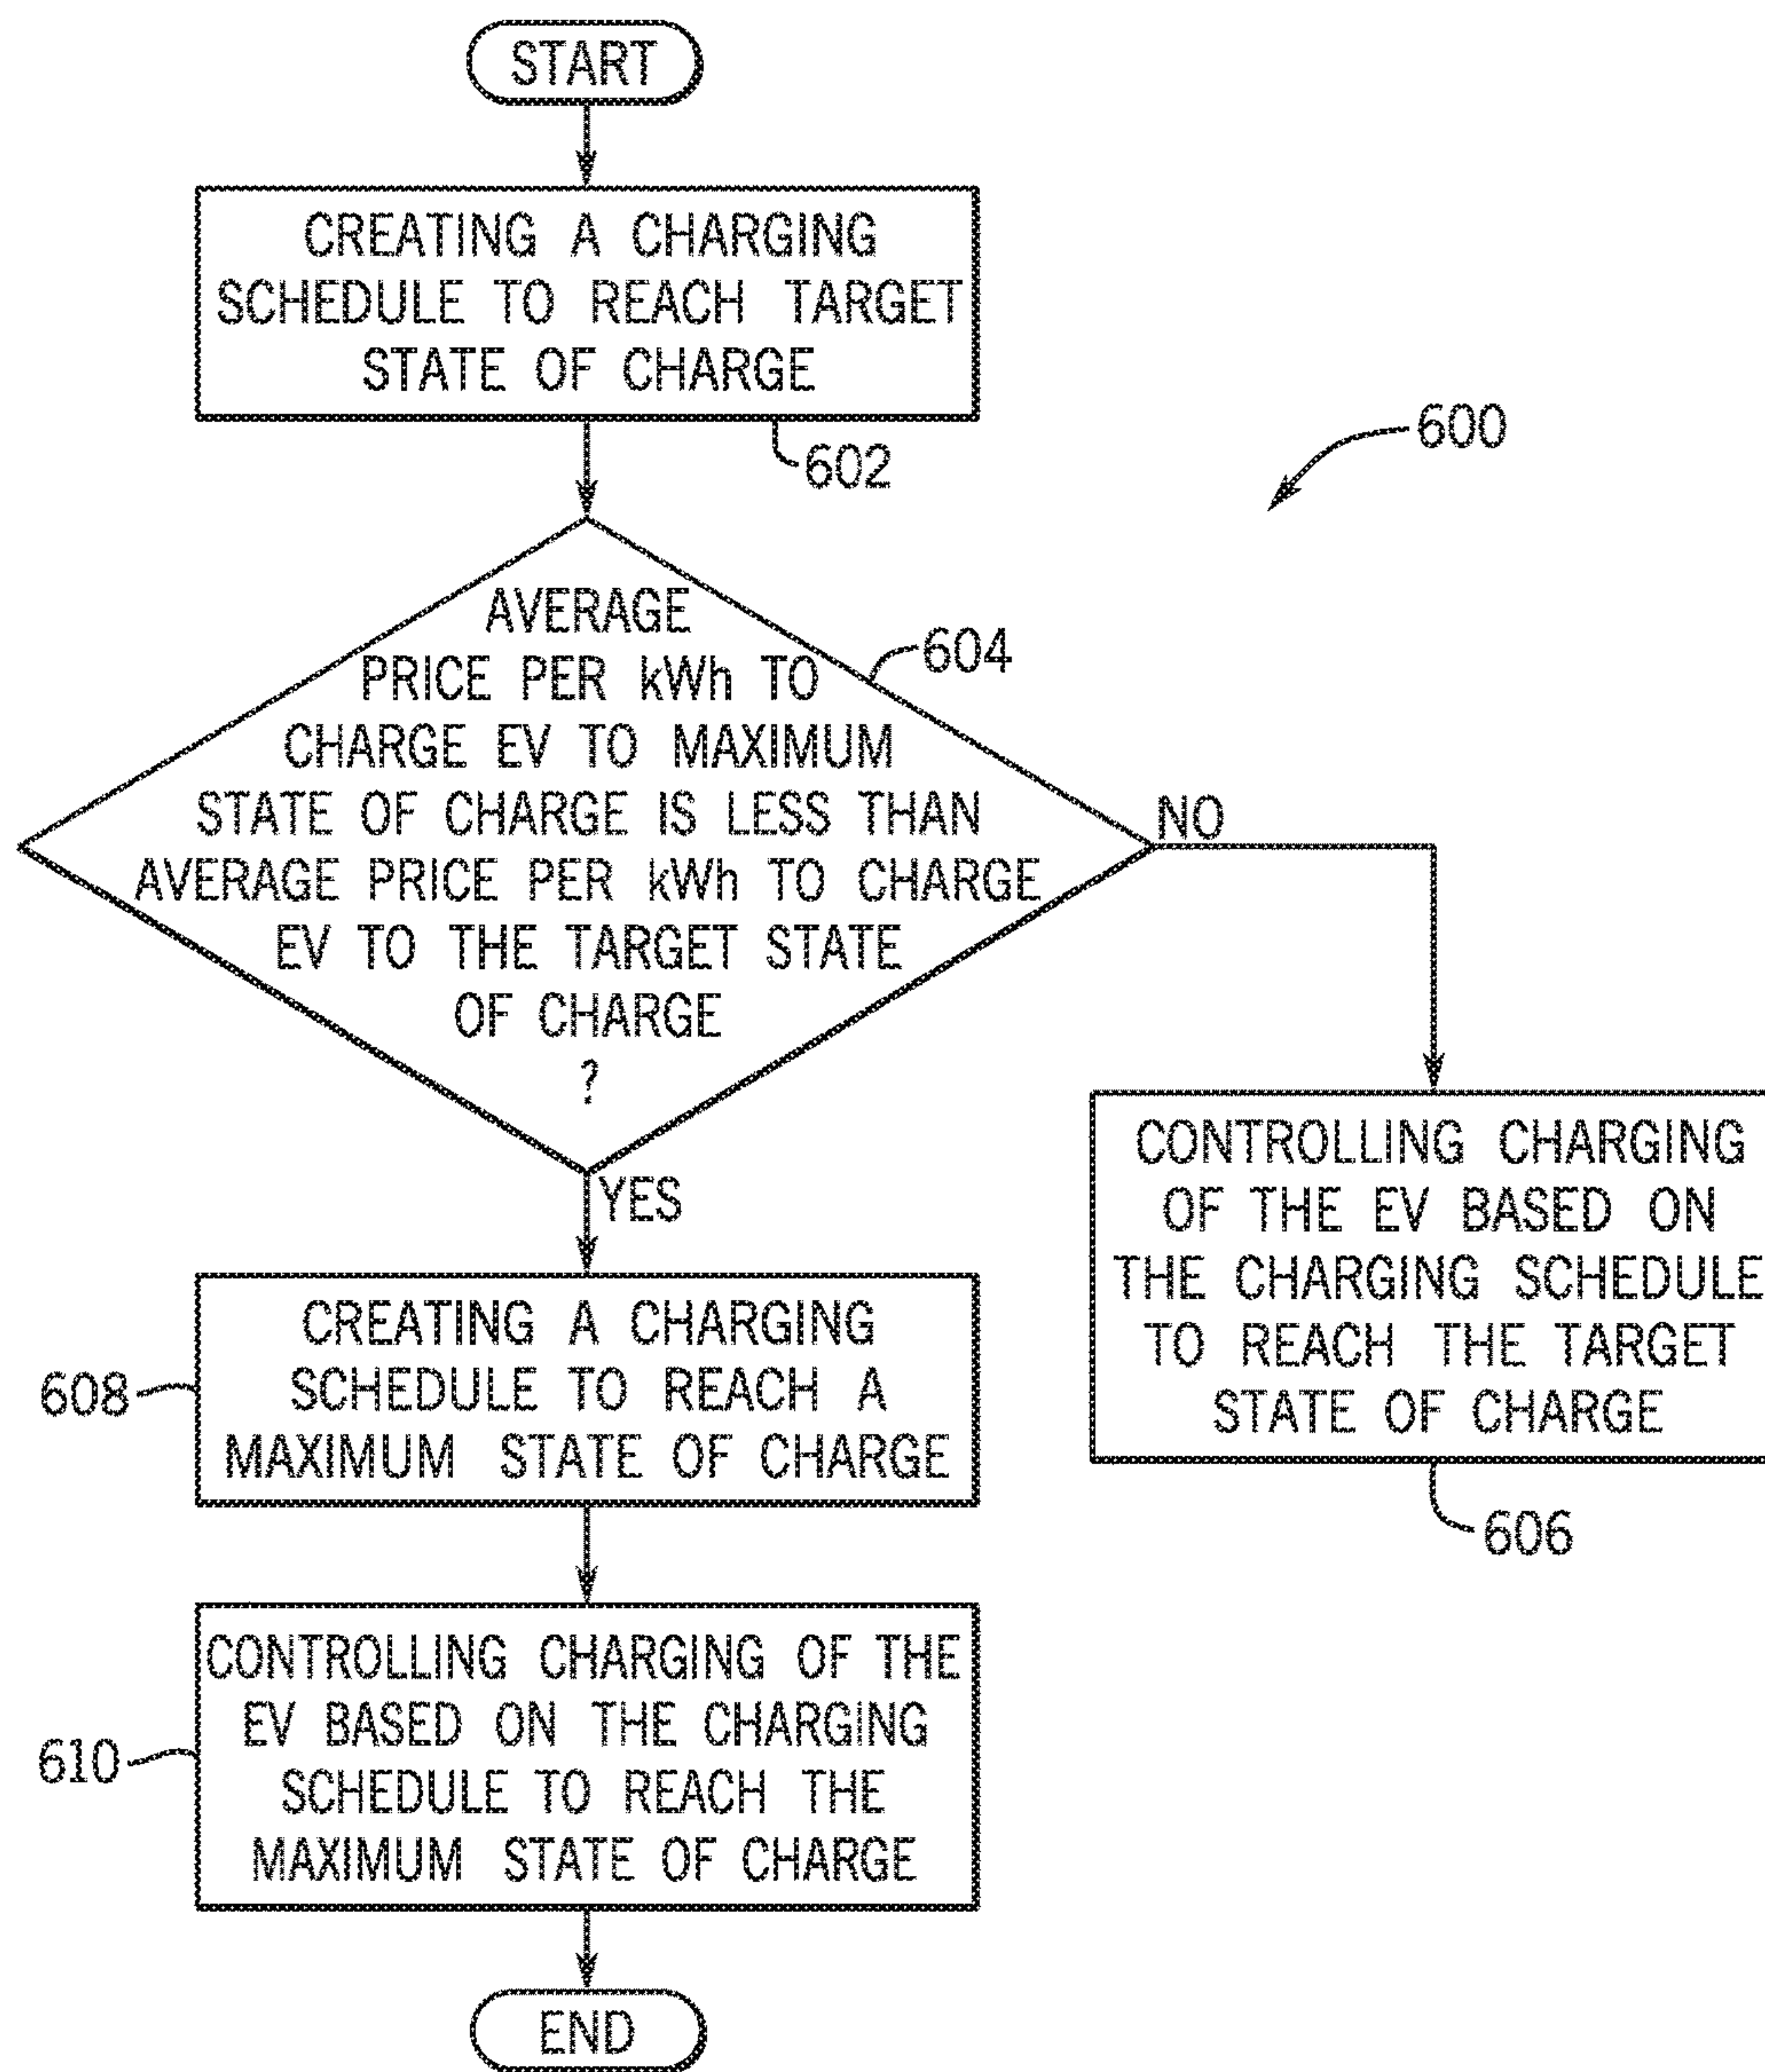 START
CREATING A CHARGING
SCHEDULE TO REACH TARGET
STATE OF CHARGE
602
600
AVERAGE
PRICE PER kWh TO
CHARGE EV TO MAXIMUM
STATE OF CHARGE IS LESS THAN
AVERAGE PRICE PER kWh TO CHARGE
EV TO THE TARGET STATE
OF CHARGE
?
604
NO
YES
CONTROLLING CHARGING
OF THE EV BASED ON
THE CHARGING SCHEDULE
TO REACH THE TARGET
STATE OF CHARGE
606
CREATING A CHARGING
SCHEDULE TO REACH A
MAXIMUM STATE OF CHARGE
608
CONTROLLING CHARGING OF THE
EV BASED ON THE CHARGING
SCHEDULE TO REACH THE
MAXIMUM STATE OF CHARGE
610
END